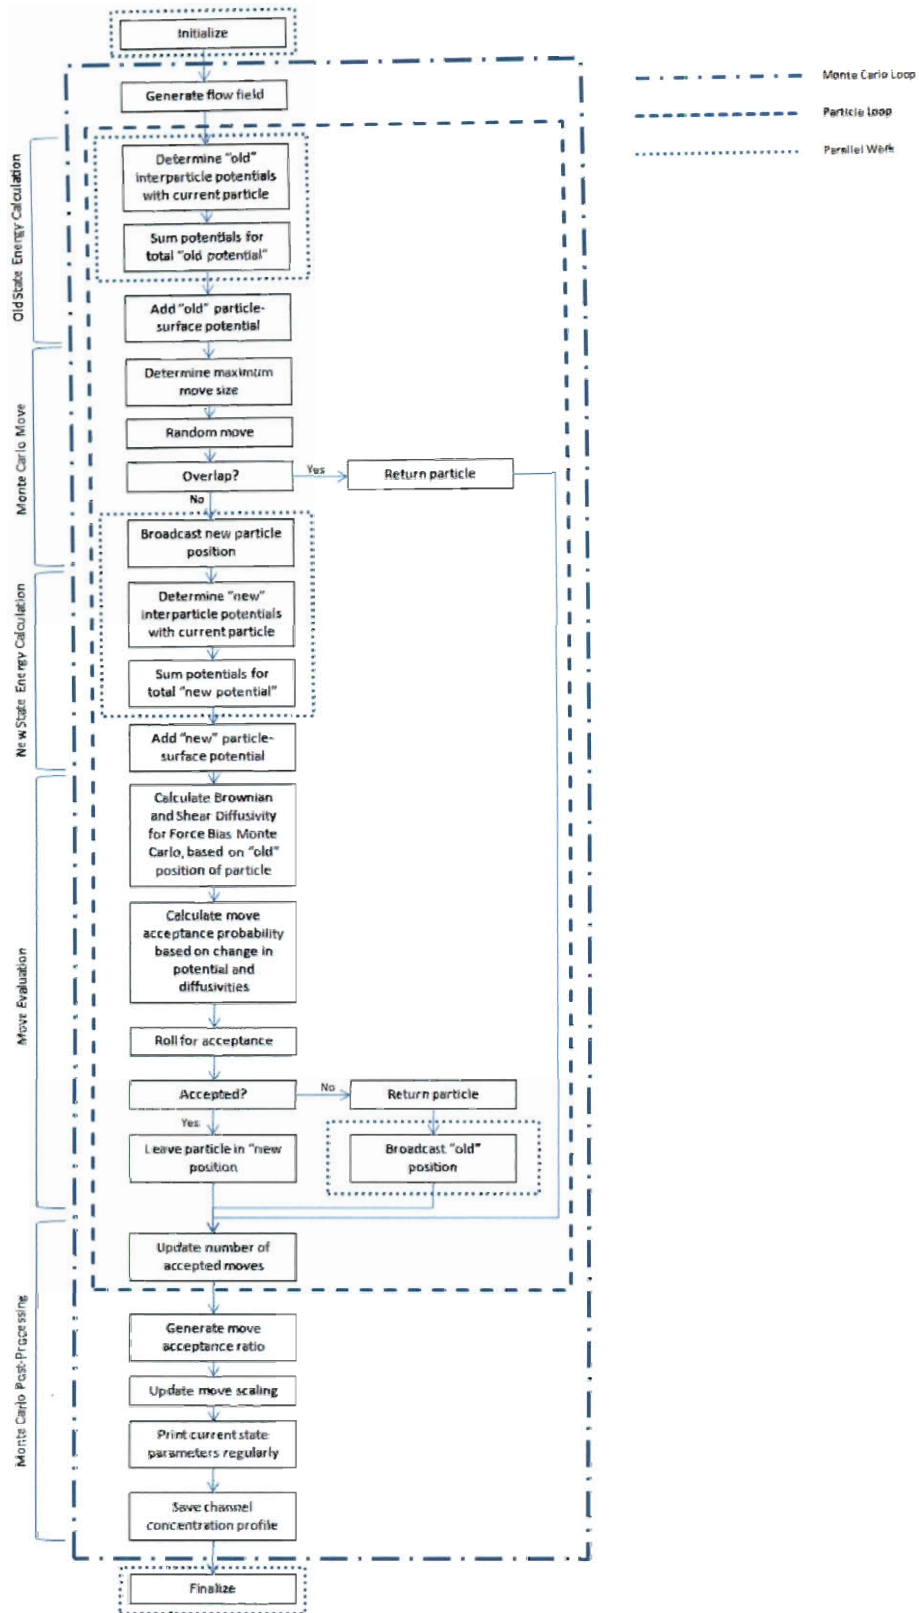 Initialize
Monte Carlo Loop
Generate flow field
Particle Loop
Parallel Work
Old State Energy Calculation
Determine "old"
interparticle potentials
with current particle
Sum potentials for
total "old potential"
Add "old" particle-
surface potential
Monte Carlo Move
Determine maximum
move size
Random move
Overlap?
Yes
Return particle
No
Broadcast new particle
position
New State Energy Calculation
Determine "new"
interparticle potentials
with current particle
Sum potentials for
total "new potential"
Add "new" particle-
surface potential
Move Evaluation
Calculate Brownian
and Shear Diffusivity
for Force Bias Monte
Carlo, based on "old"
position of particle
Calculate move
acceptance probability
based on change in
potential and
diffusivities
Roll for acceptance
Accepted?
No
Return particle
Yes
Leave particle in "new
position
Broadcast "old"
position
Monte Carlo Post-Processing
Update number of
accepted moves
Generate move
acceptance ratio
Update move scaling
Print current state
parameters regularly
Save channel
concentration profile
Finalize